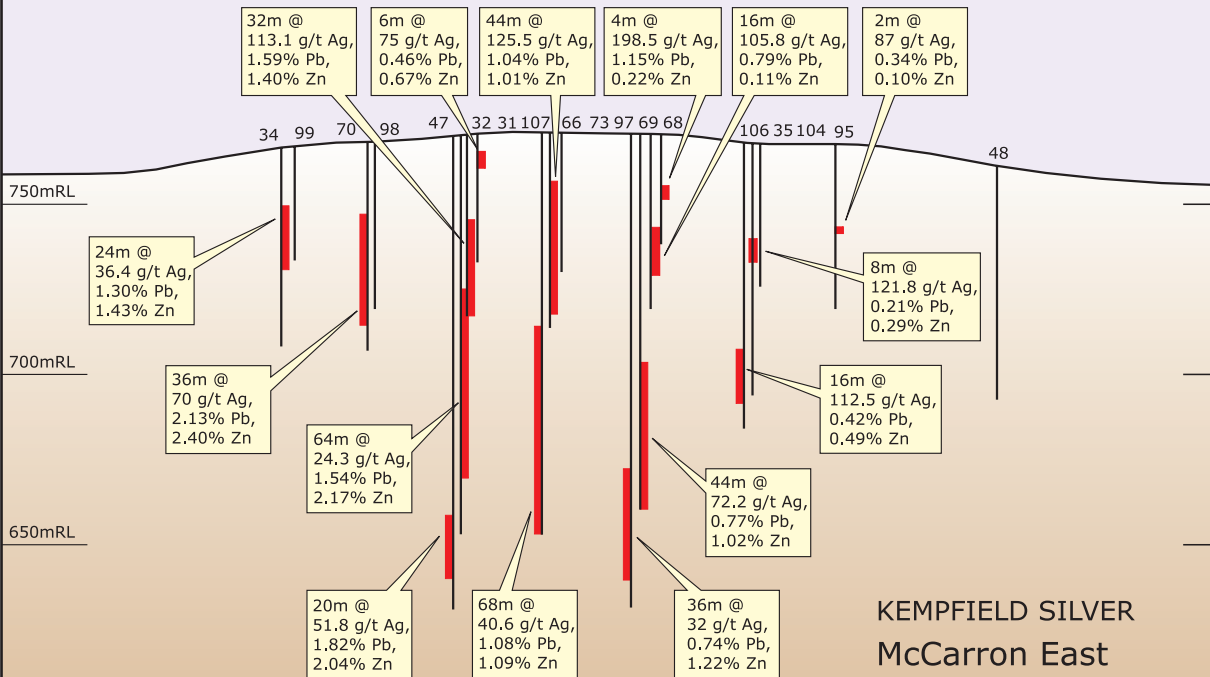 32m @
113.1 g/t Ag,
1.59% Pb,
1.40% Zn
6m @
75 g/t Ag,
0.46% Pb,
0.67% Zn
44m @
125.5 g/t Ag,
1.04% Pb,
1.01% Zn
4m @
198.5 g/t Ag,
1.15% Pb,
0.22% Zn
16m @
105.8 g/t Ag,
0.79% Pb,
0.11% Zn
2m @
87 g/t Ag,
0.34% Pb,
0.10% Zn
34 99 70 98 47 32 31 107 66 73 97 69 68 106 35 104 95 48
750mRL
24m @
36.4 g/t Ag,
1.30% Pb,
1.43% Zn
8m @
121.8 g/t Ag,
0.21% Pb,
0.29% Zn
700mRL
36m @
70 g/t Ag,
2.13% Pb,
2.40% Zn
16m @
112.5 g/t Ag,
0.42% Pb,
0.49% Zn
64m @
24.3 g/t Ag,
1.54% Pb,
2.17% Zn
44m @
72.2 g/t Ag,
0.77% Pb,
1.02% Zn
650mRL
20m @
51.8 g/t Ag,
1.82% Pb,
2.04% Zn
68m @
40.6 g/t Ag,
1.08% Pb,
1.09% Zn
36m @
32 g/t Ag,
0.74% Pb,
1.22% Zn
KEMPFIELD SILVER
McCarron East